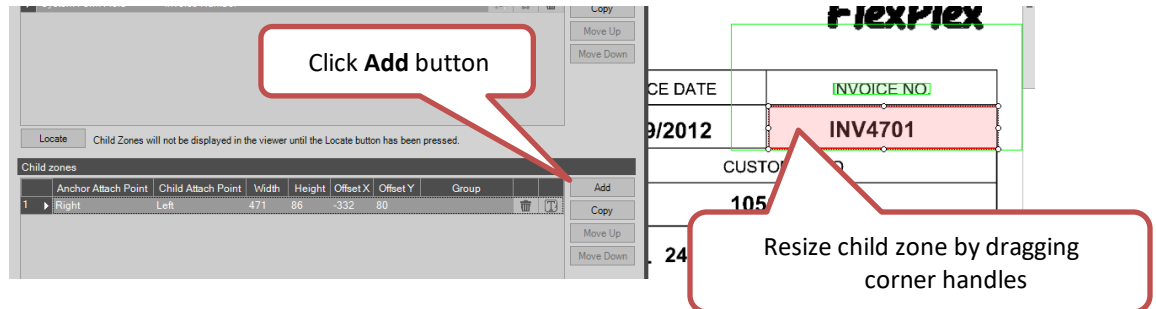 Copy
Move Up
Move Down
Click Add button
Locate
Child Zones will not be displayed in the viewer until the Locate button has been pressed.
Child zones
Anchor Attach Point Child Attach Point Width Height Offset X Offset Y Group
1 Right Left 471 86 -332 80
Add
Copy
Move Up
Move Down
FlexPlex
CE DATE NVOICE NO.
9/2012 INV4701
CUSTO
105
24
Resize child zone by dragging
corner handles